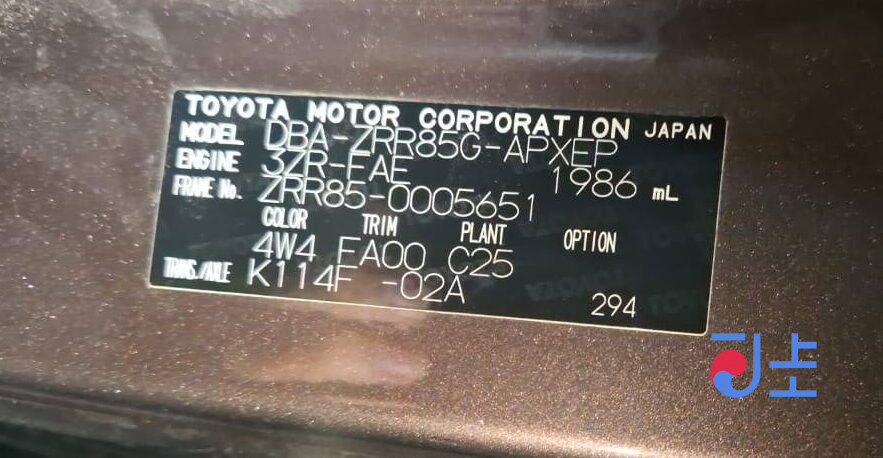 TOYOTA MOTOR CORPORATION JAPAN
MODEL DBA-ZRR85G-APXEP
ENGINE 3ZR-FAE 1986 mL
FRAME No. ZRR85-0005651
COLOR TRIM PLANT OPTION
4W4 FA00 C25
TRANS./AXLE K114F -02A
294